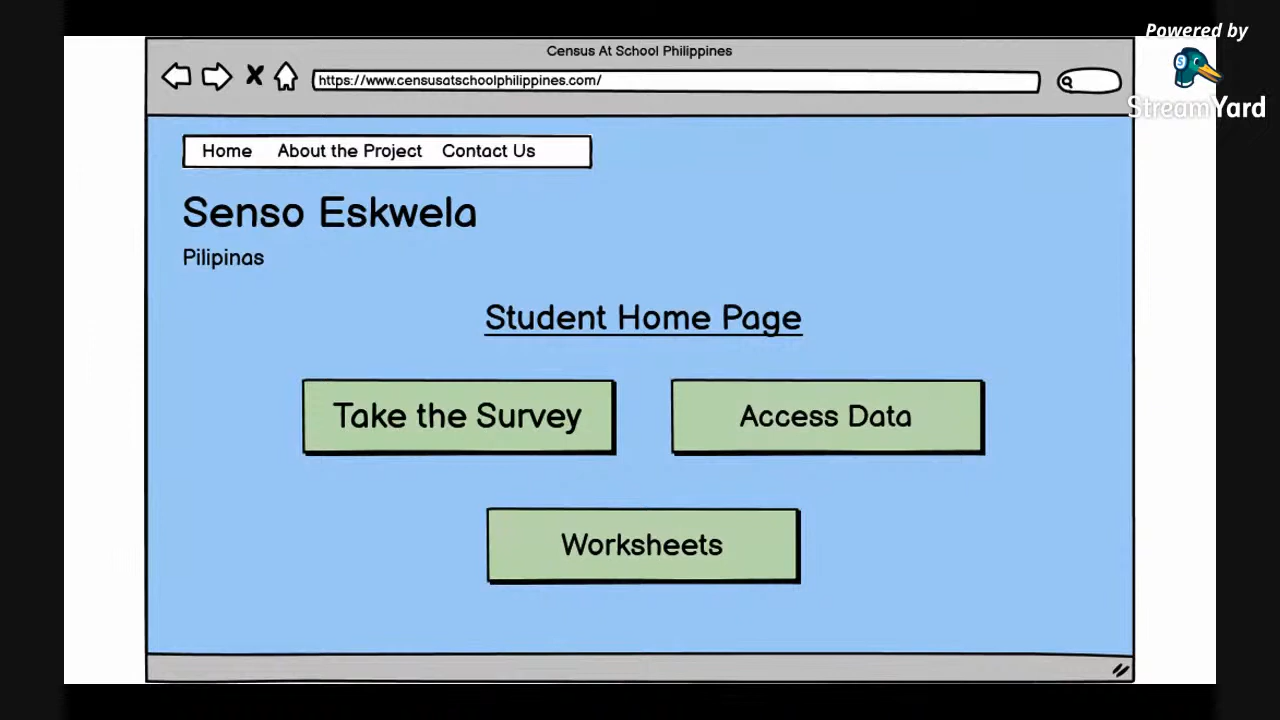 Powered by
StreamYard
Census At School Philippines
https://www.censusatschoolphilippines.com/
Home About the Project Contact Us
Senso Eskwela
Pilipinas
Student Home Page
Take the Survey Access Data
Worksheets